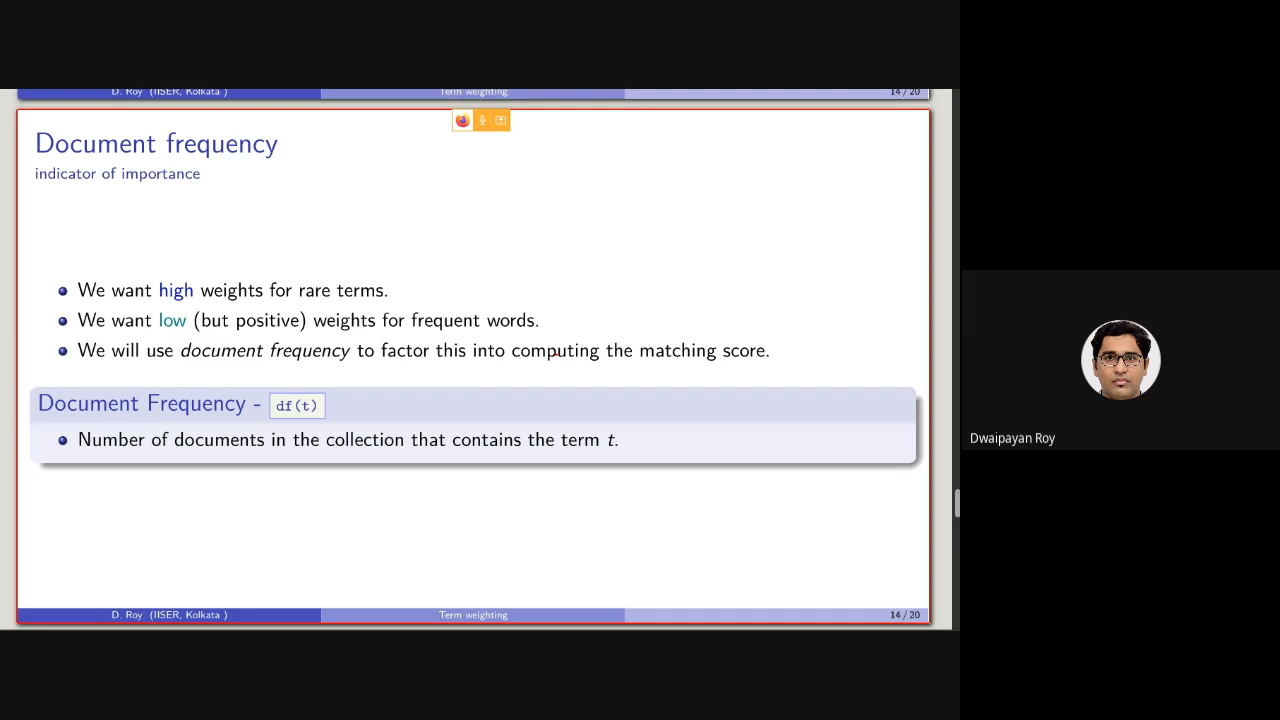 D. Roy (IISER, Kolkata ) Term weighting 14 / 20
Document frequency
indicator of importance
We want high weights for rare terms.
We want low (but positive) weights for frequent words.
We will use document frequency to factor this into computing the matching score.
Document Frequency - df(t)
Number of documents in the collection that contains the term t.
D. Roy (IISER, Kolkata ) Term weighting 14 / 20
Dwaipayan Roy